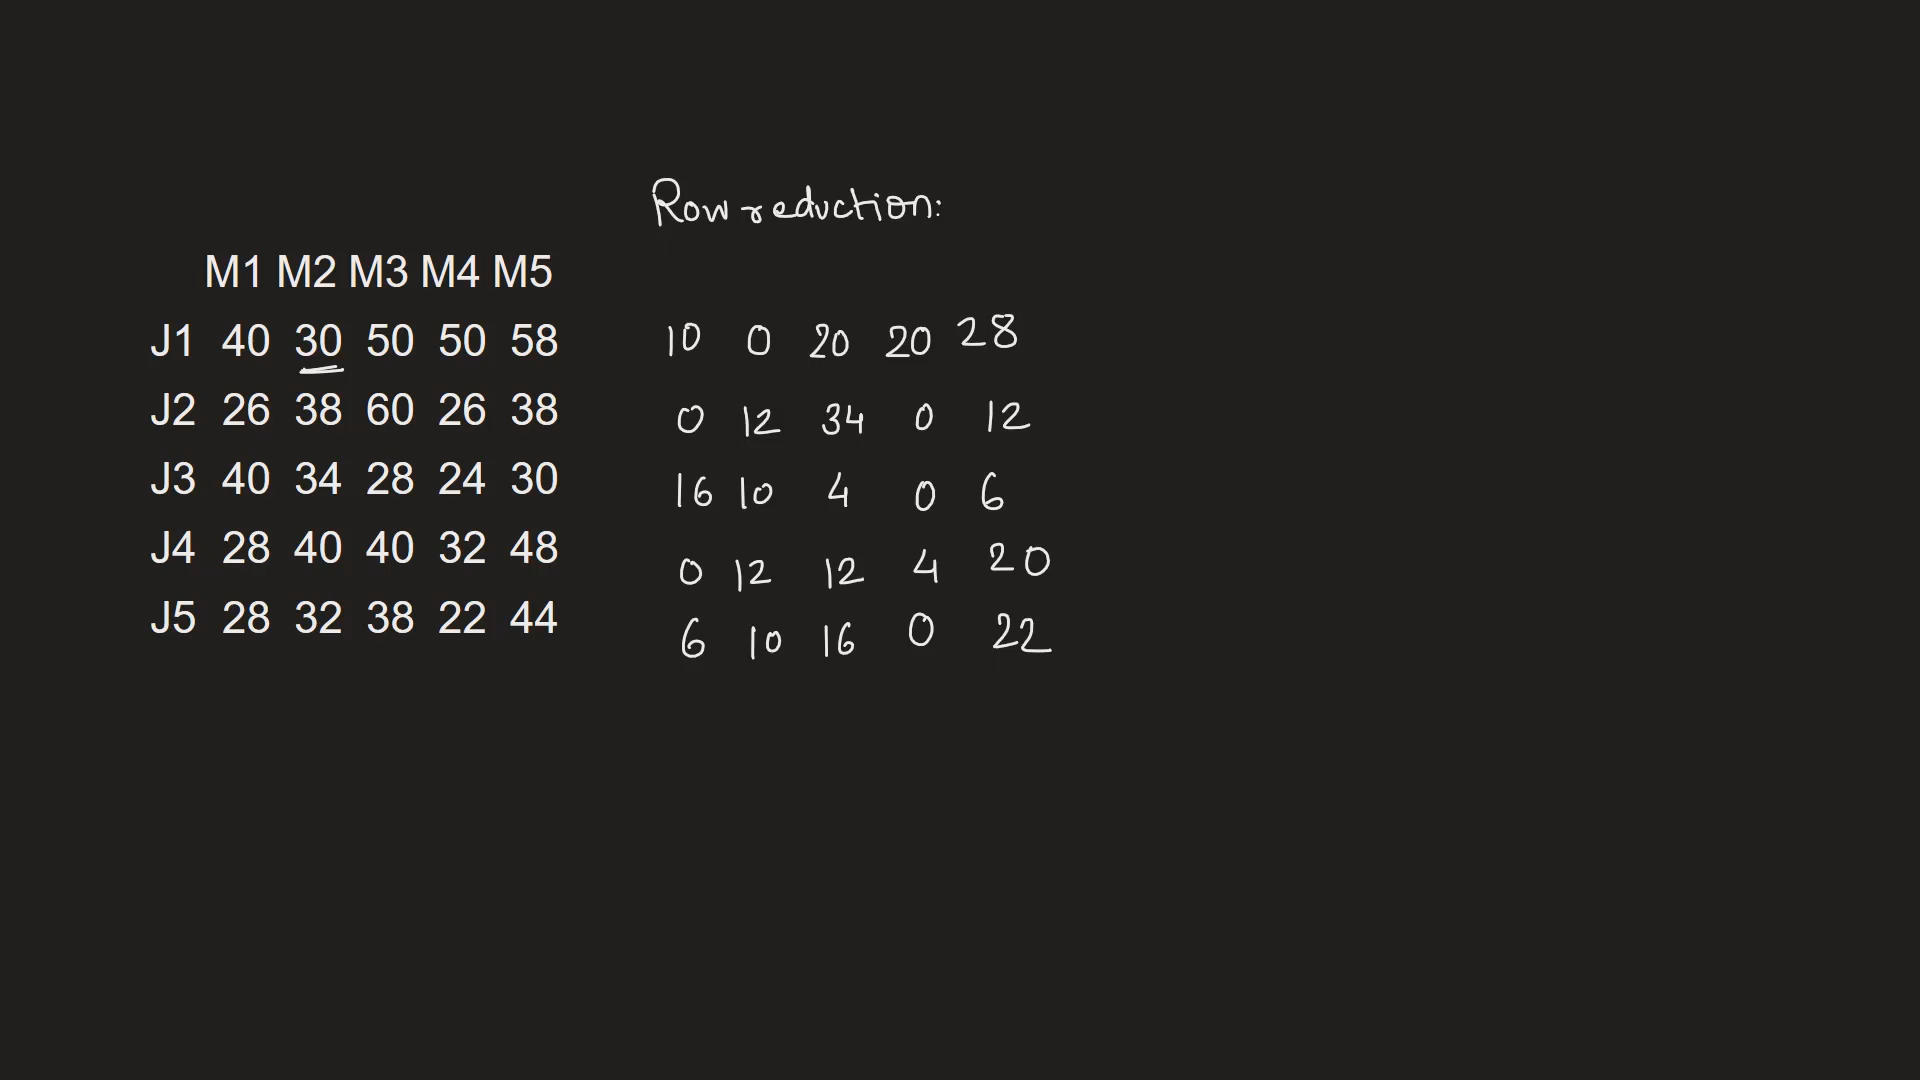 Row reduction:
M1 M2 M3 M4 M5
J1 40 30 50 50 58
10 0 20 20 28
J2 26 38 60 26 38
0 12 34 0 12
J3 40 34 28 24 30
16 10 4 0 6
J4 28 40 40 32 48
0 12 12 4 20
J5 28 32 38 22 44
6 10 16 0 22